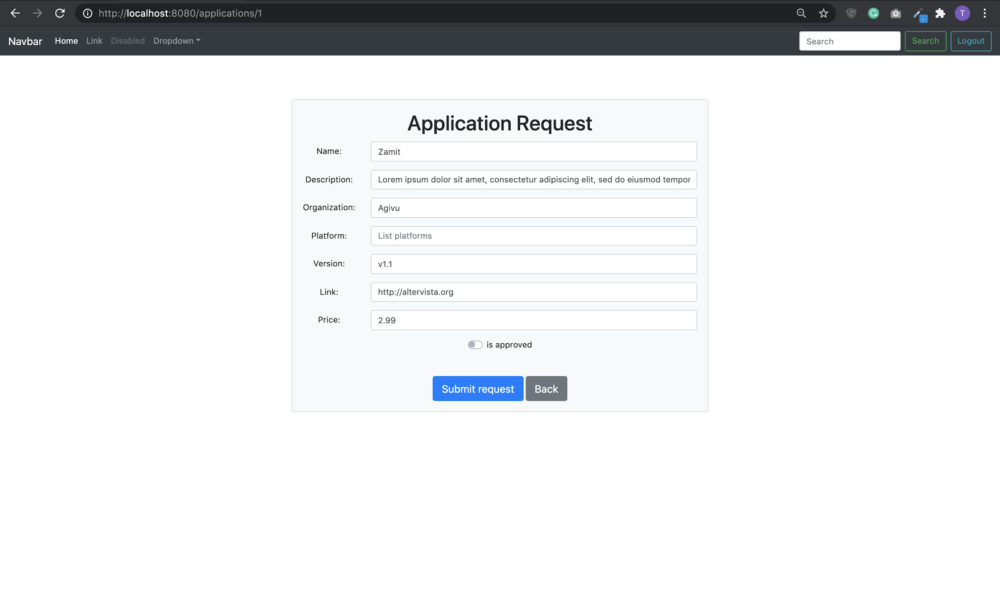 http://localhost:8080/applications/1
T
Navbar Home Link Disabled Dropdown Search Search Logout
Application Request
Name: Zamit
Description: Lorem ipsum dolor sit amet, consectetur adipiscing elit, sed do eiusmod tempor
Organization: Agivu
Platform: List platforms
Version: v1.1
Link: http://altervista.org
Price: 2.99
is approved
Submit request Back